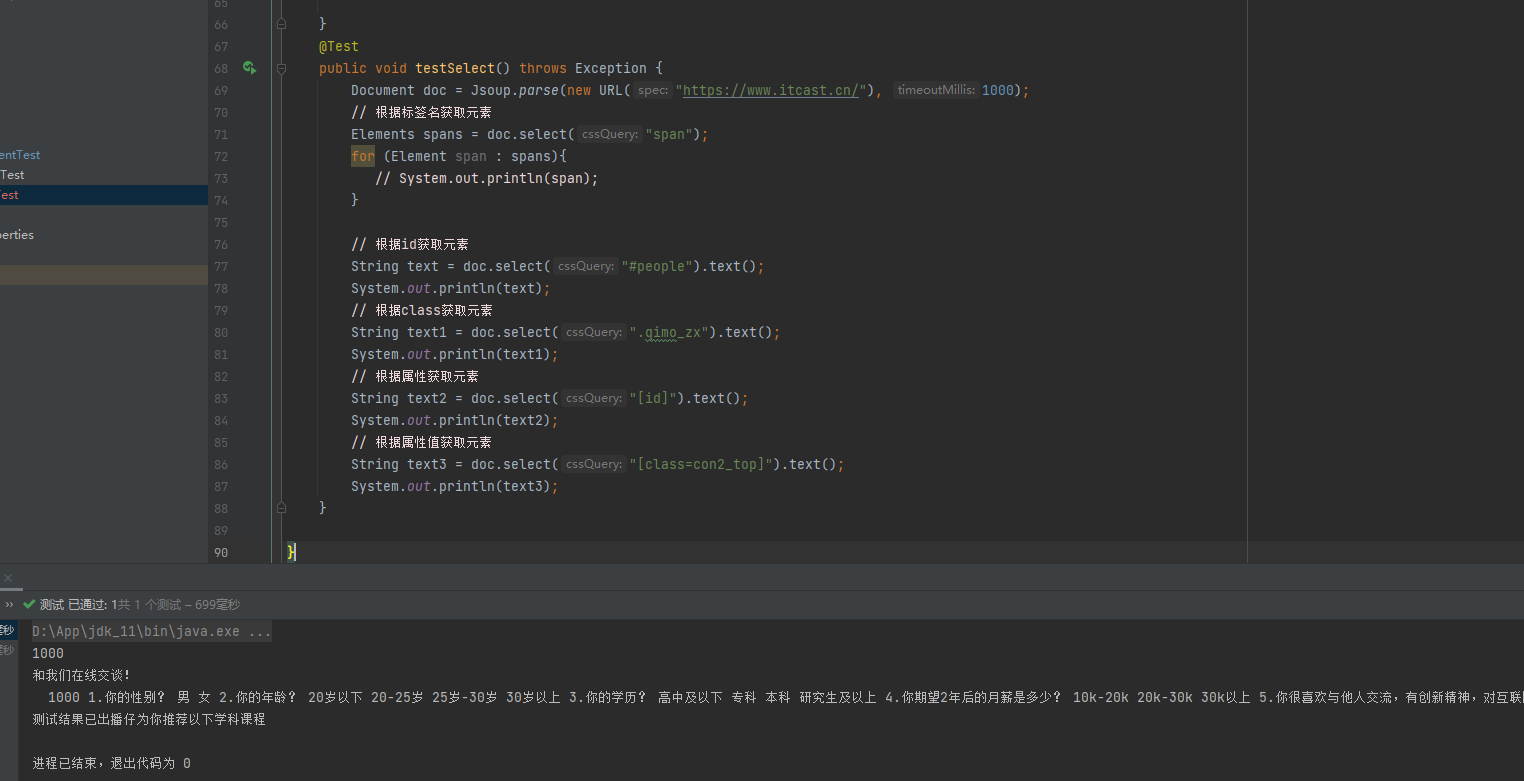 65
66 }
67 @Test
68 public void testSelect() throws Exception {
69 Document doc = Jsoup.parse(new URL( spec: "https://www.itcast.cn/"), timeoutMillis: 1000);
70 // 根据标签名获取元素
71 Elements spans = doc.select( cssQuery: "span");
entTest
72 for (Element span : spans){
Test
73 // System.out.println(span);
Test
74 }
75
perties
76 // 根据id获取元素
77 String text = doc.select( cssQuery: "#people").text();
78 System.out.println(text);
79 // 根据class获取元素
80 String text1 = doc.select( cssQuery: ".qimo_zx").text();
81 System.out.println(text1);
82 // 根据属性获取元素
83 String text2 = doc.select( cssQuery: "[id]").text();
84 System.out.println(text2);
85 // 根据属性值获取元素
86 String text3 = doc.select( cssQuery: "[class=con2_top]").text();
87 System.out.println(text3);
88 }
89
90 }
» 测试 已通过: 1共 1 个测试 – 699毫秒
毫秒 D:\App\jdk_11\bin\java.exe ...
毫秒 1000
和我们在线交谈!
1000 1.你的性别? 男 女 2.你的年龄? 20岁以下 20-25岁 25岁-30岁 30岁以上 3.你的学历? 高中及以下 专科 本科 研究生及以上 4.你期望2年后的月薪是多少? 10k-20k 20k-30k 30k以上 5.你很喜欢与他人交流,有创新精神,对互联
测试结果已出播仔为你推荐以下学科课程
进程已结束,退出代码为 0